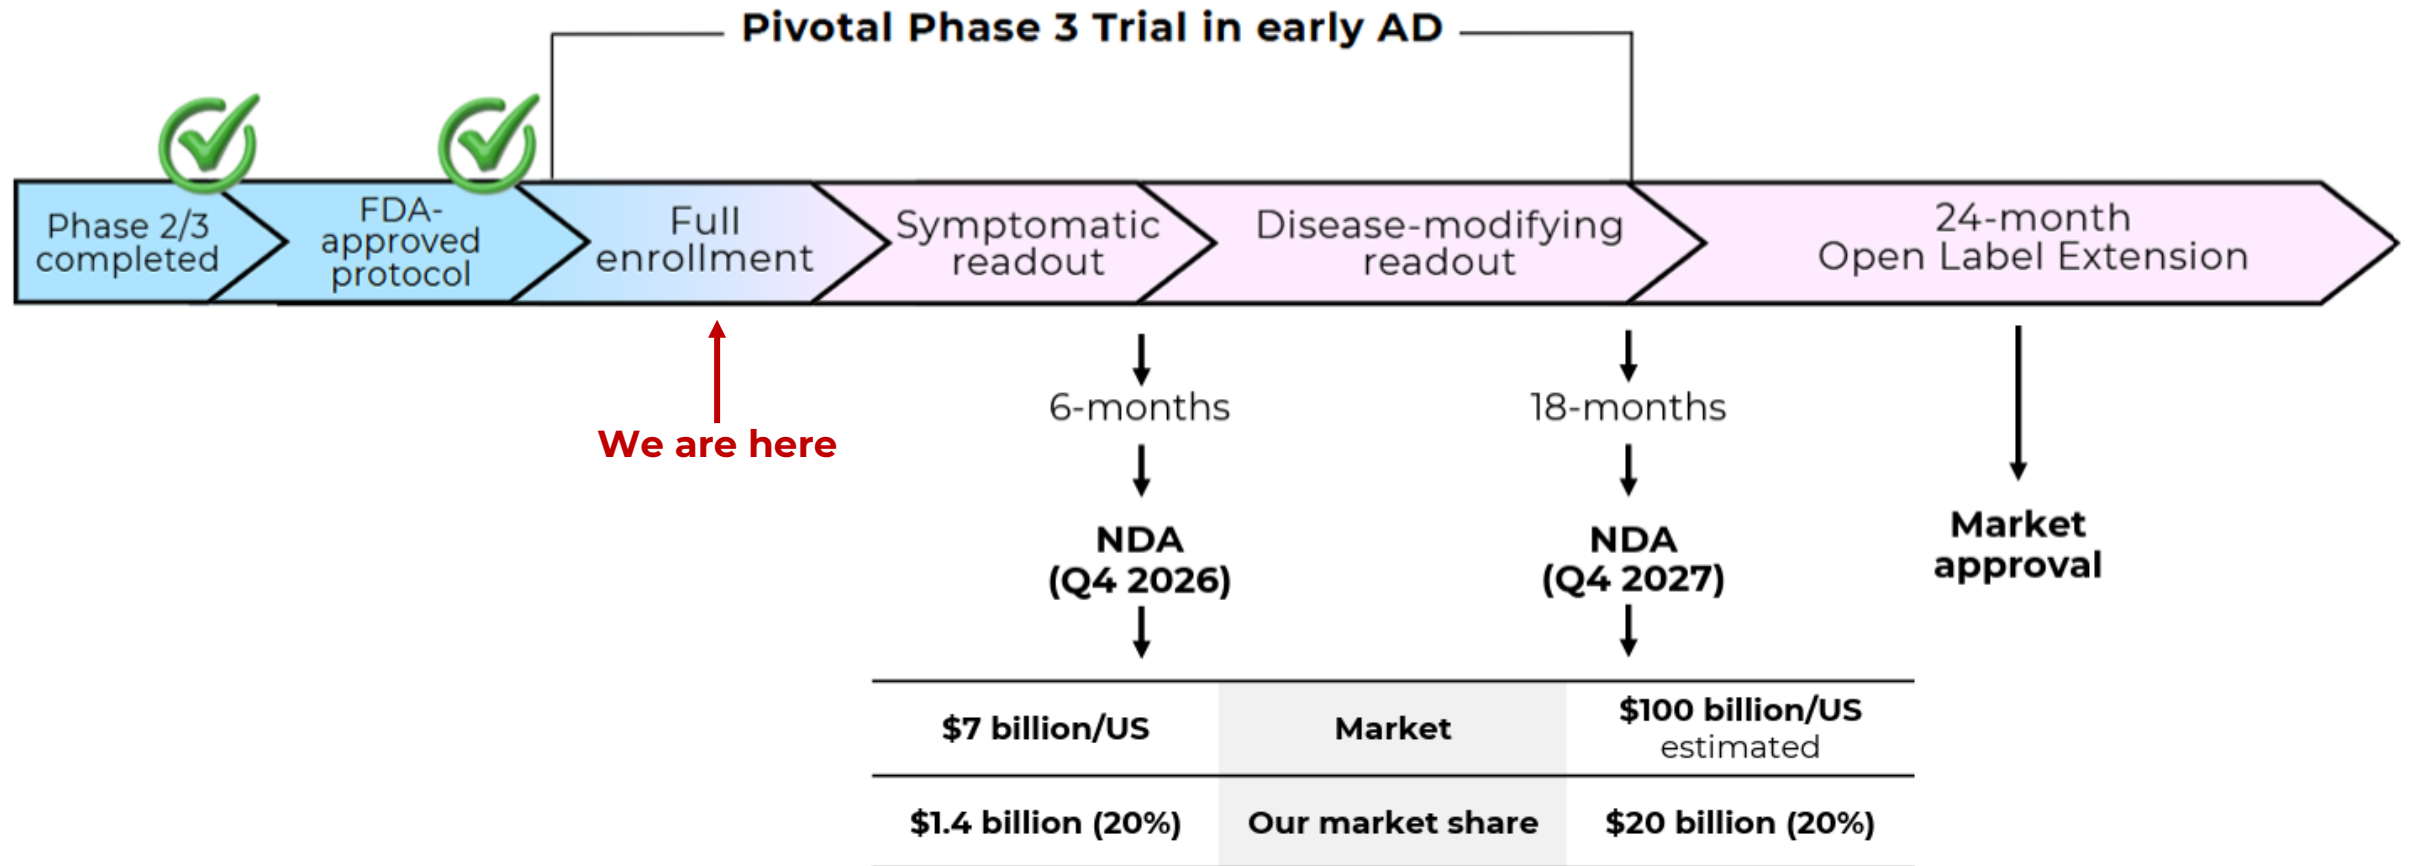 Pivotal Phase 3 Trial in early AD
Phase 2/3
completed
FDA-
approved
protocol
Full
enrollment
Symptomatic
readout
Disease-modifying
readout
24-month
Open Label Extension
We are here
6-months
18-months
NDA
(Q4 2026)
NDA
(Q4 2027)
Market
approval
$7 billion/US
Market
$100 billion/US
estimated
$1.4 billion (20%)
Our market share
$20 billion (20%)